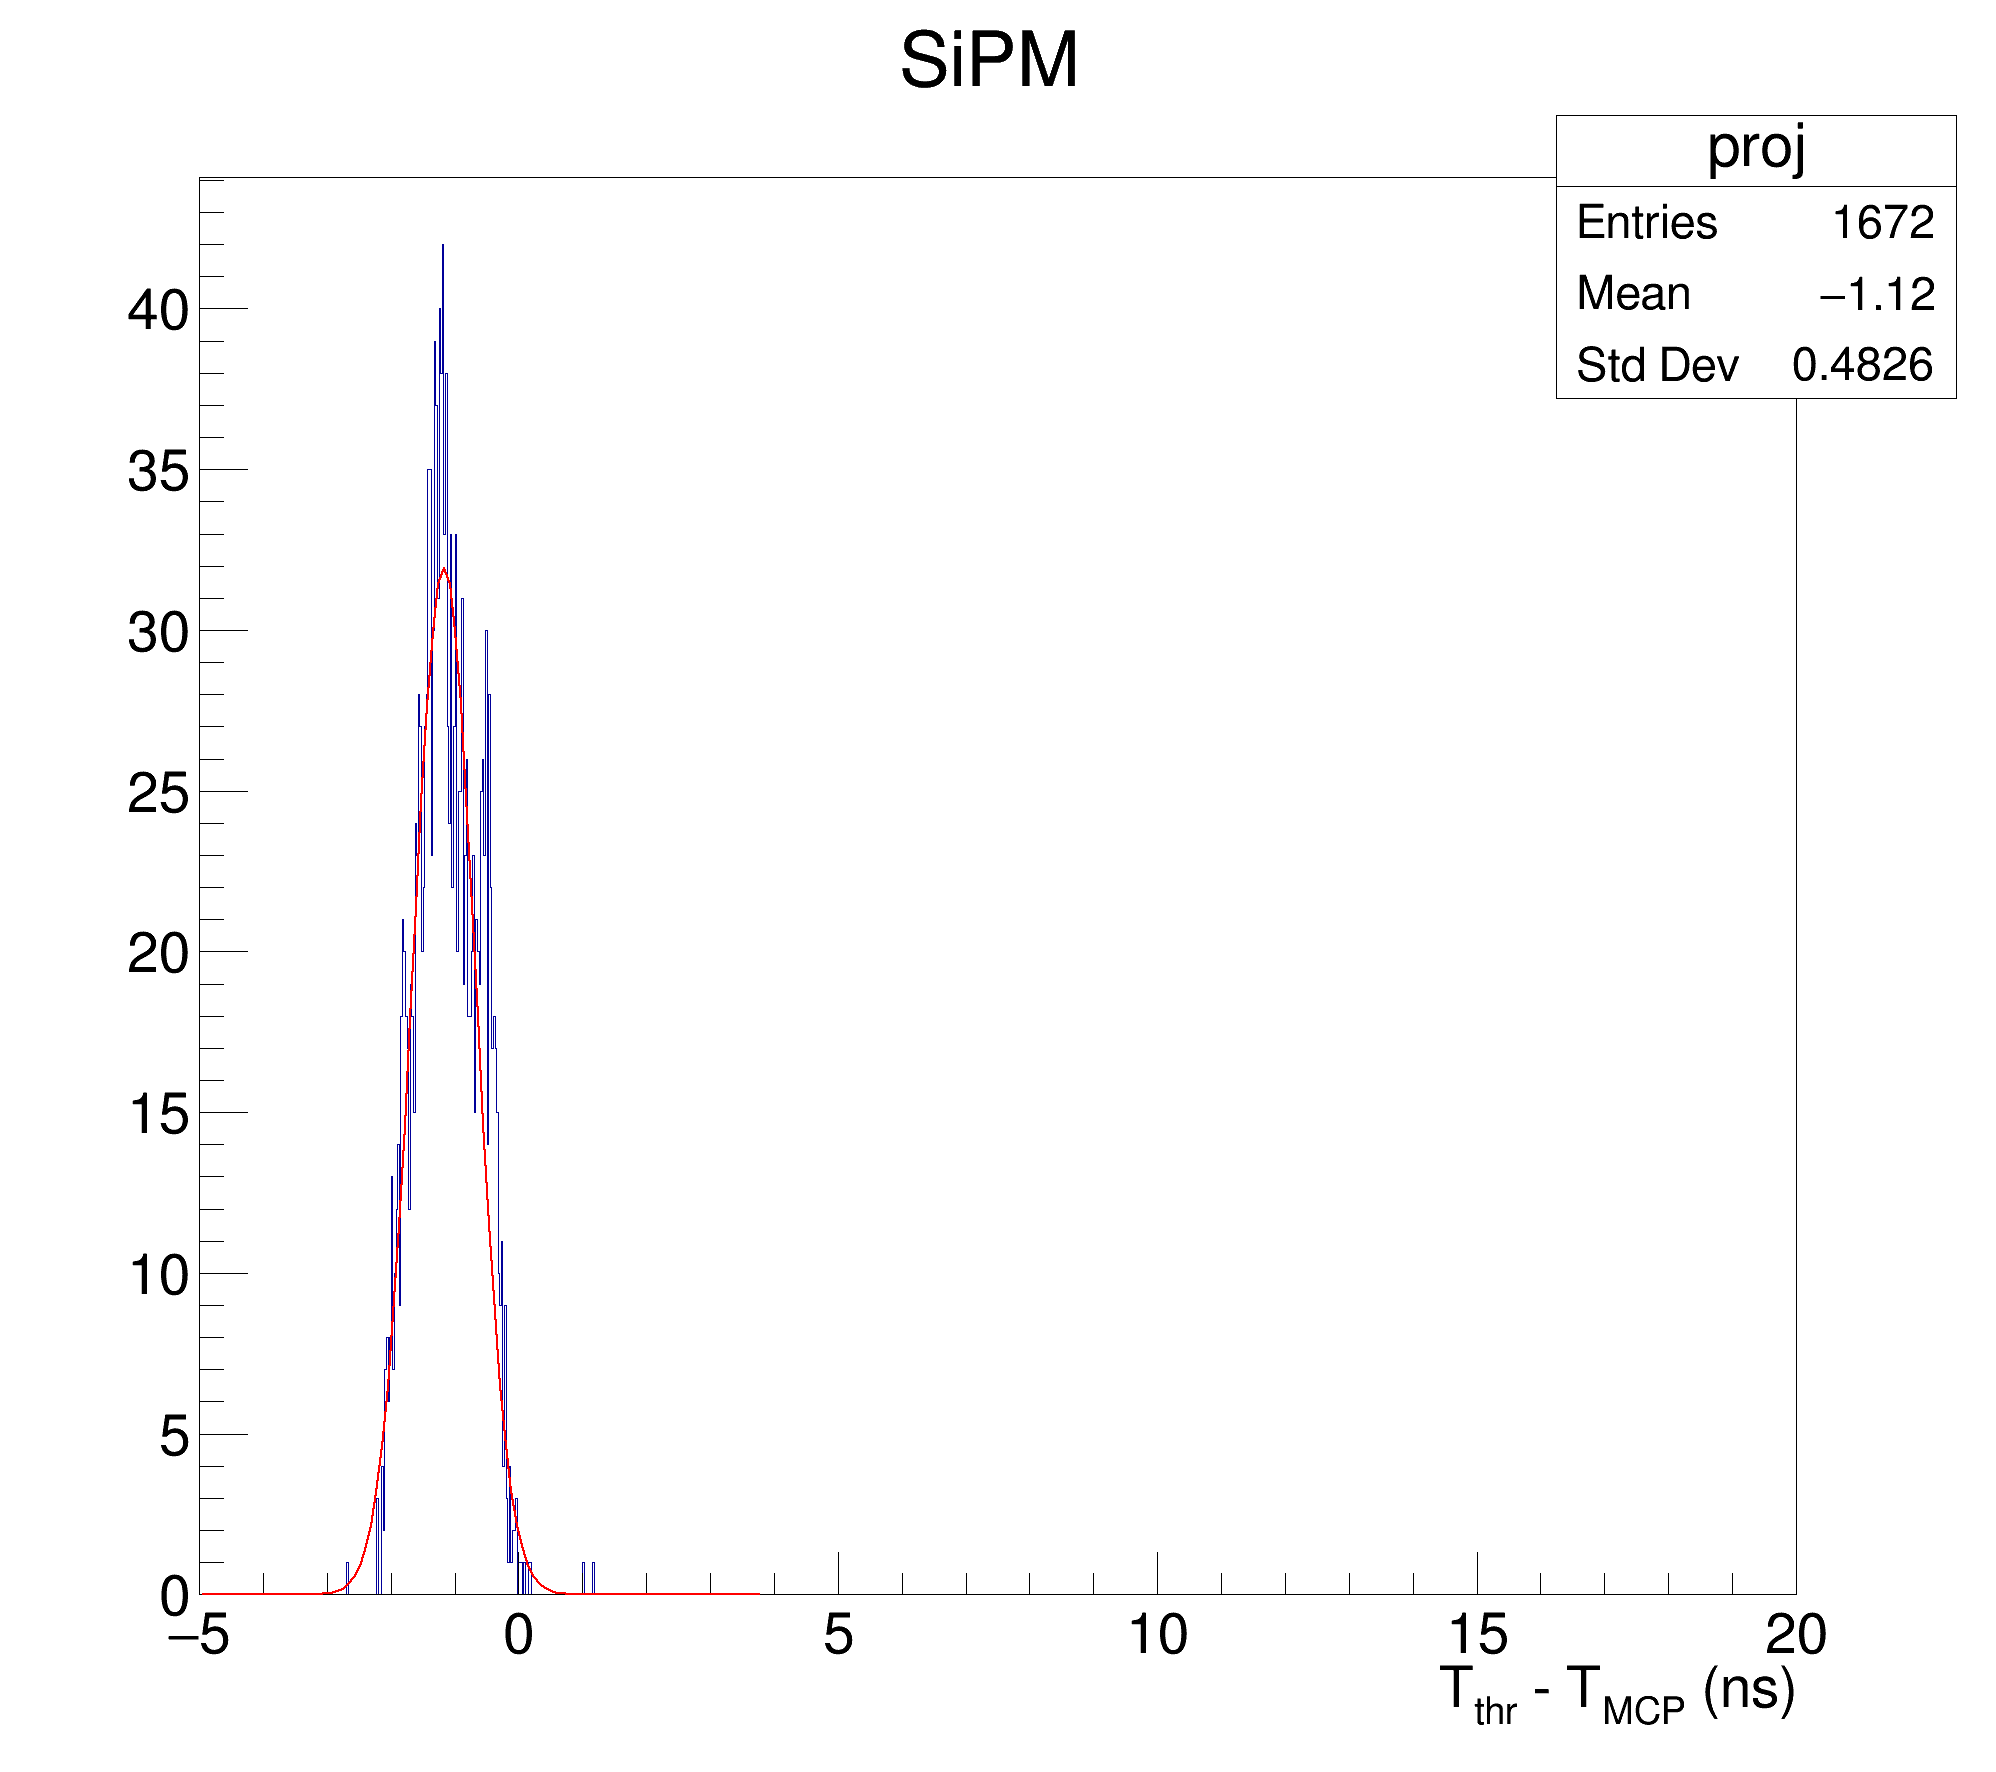 SiPM
proj
Entries 1672
Mean −1.12
Std Dev 0.4826
40
35
30
25
20
15
10
5
0
−5 0 5 10 15 20
T_thr - T_MCP (ns)